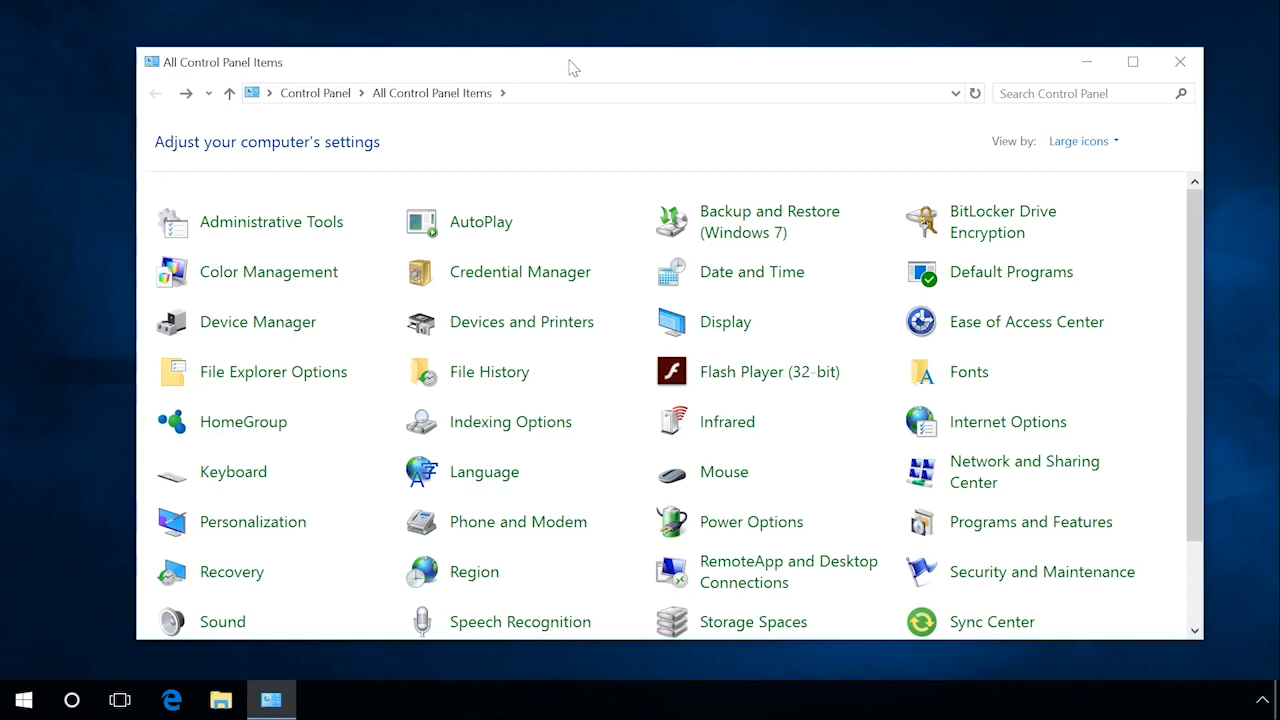 All Control Panel Items
Control Panel > All Control Panel Items >
Search Control Panel
Adjust your computer's settings
View by: Large icons
Administrative Tools
AutoPlay
Backup and Restore
(Windows 7)
BitLocker Drive
Encryption
Color Management
Credential Manager
Date and Time
Default Programs
Device Manager
Devices and Printers
Display
Ease of Access Center
File Explorer Options
File History
Flash Player (32-bit)
Fonts
HomeGroup
Indexing Options
Infrared
Internet Options
Keyboard
Language
Mouse
Network and Sharing
Center
Personalization
Phone and Modem
Power Options
Programs and Features
Recovery
Region
RemoteApp and Desktop
Connections
Security and Maintenance
Sound
Speech Recognition
Storage Spaces
Sync Center